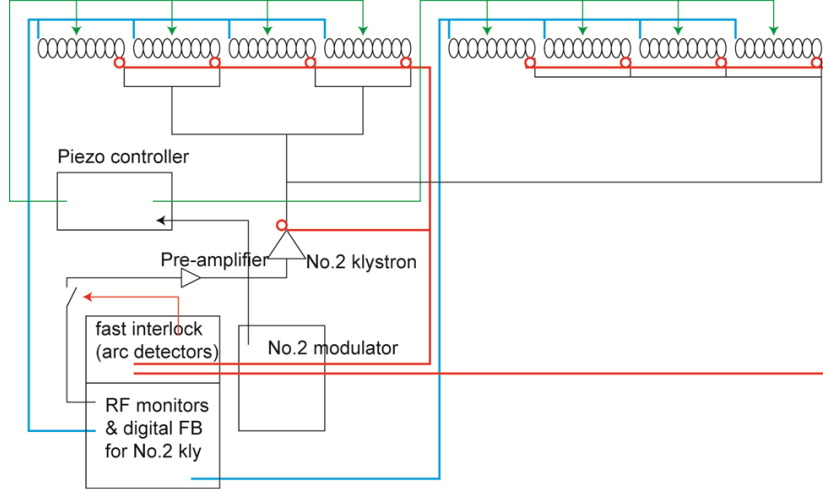 Piezo controller
Pre-amplifier
No.2 klystron
fast interlock
(arc detectors)
No.2 modulator
RF monitors
& digital FB
for No.2 kly